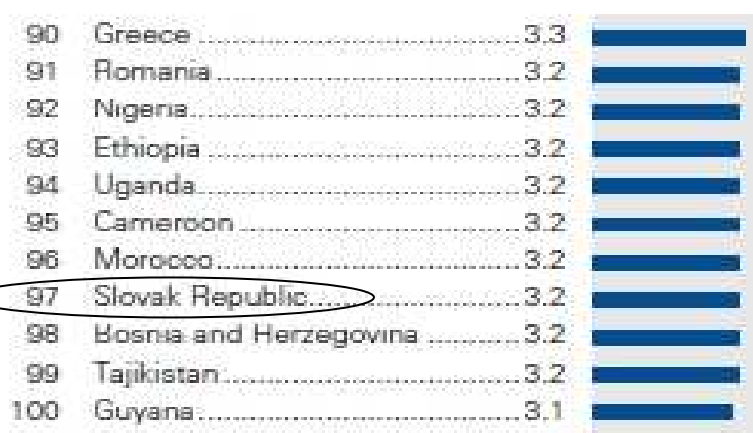 90 Greece ........................................ 3.3
91 Romania ..................................... 3.2
92 Nigeria ........................................ 3.2
93 Ethiopia ...................................... 3.2
94 Uganda ....................................... 3.2
95 Cameroon .................................. 3.2
96 Morocco ..................................... 3.2
97 Slovak Republic .......................... 3.2
98 Bosnia and Herzegovina ............ 3.2
99 Tajikistan .................................... 3.2
100 Guyana ....................................... 3.1